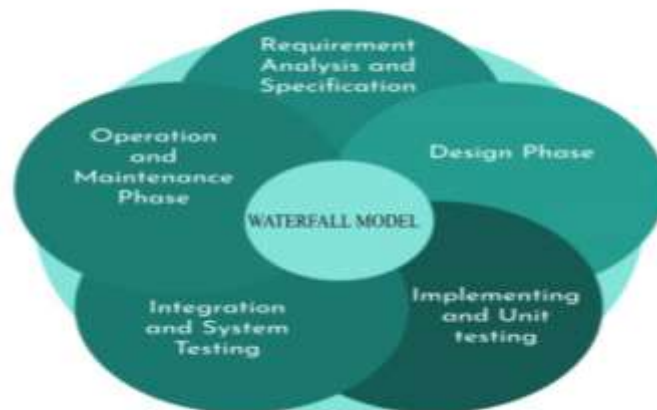 Requirement
Analysis and
Specification
Design Phase
Implementing
and Unit
testing
Integration
and System
Testing
Operation
and
Maintenance
Phase
WATERFALL MODEL